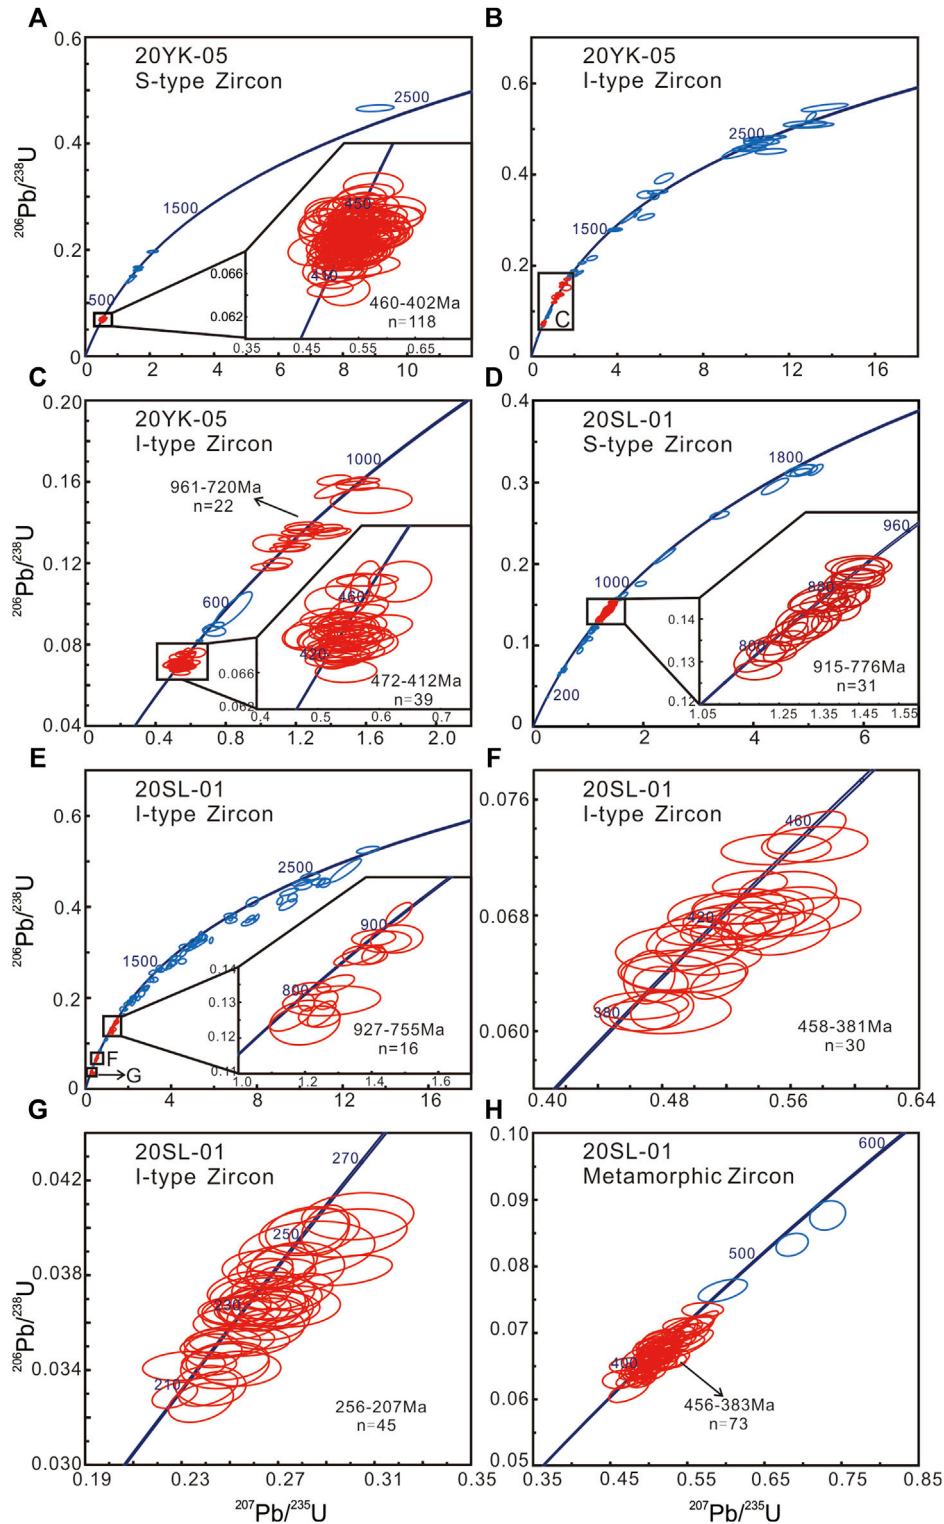 A
20YK-05
S-type Zircon
0.6
0.4
0.2
0
0
2
4
6
8
10
²⁰⁶Pb/²³⁸U
500
1500
2500
450
410
0.066
0.062
0.35
0.45
0.55
0.65
460-402Ma
n=118
B
20YK-05
I-type Zircon
0.6
0.4
0.2
0
0
4
8
12
16
1500
2500
C
C
20YK-05
I-type Zircon
0.20
0.16
0.12
0.08
0.04
0
0.4
0.8
1.2
1.6
2.0
²⁰⁶Pb/²³⁸U
600
1000
961-720Ma
n=22
460
420
0.066
0.062
0.4
0.5
0.6
0.7
472-412Ma
n=39
D
20SL-01
S-type Zircon
0.4
0.3
0.2
0.1
0
0
2
4
6
200
1000
1800
960
880
800
0.14
0.13
0.12
1.05
1.25
1.35
1.45
1.55
915-776Ma
n=31
E
20SL-01
I-type Zircon
0.6
0.4
0.2
0
0
4
8
12
16
²⁰⁶Pb/²³⁸U
1500
2500
F
G
900
800
0.14
0.13
0.12
0.11
1.0
1.2
1.4
1.6
927-755Ma
n=16
F
20SL-01
I-type Zircon
0.076
0.068
0.060
0.40
0.48
0.56
0.64
460
420
380
458-381Ma
n=30
G
20SL-01
I-type Zircon
0.042
0.038
0.034
0.030
0.19
0.23
0.27
0.31
0.35
²⁰⁶Pb/²³⁸U
270
250
230
210
256-207Ma
n=45
²⁰⁷Pb/²³⁵U
H
20SL-01
Metamorphic Zircon
0.10
0.09
0.08
0.07
0.06
0.05
0.35
0.45
0.55
0.65
0.75
0.85
600
500
400
456-383Ma
n=73
²⁰⁷Pb/²³⁵U